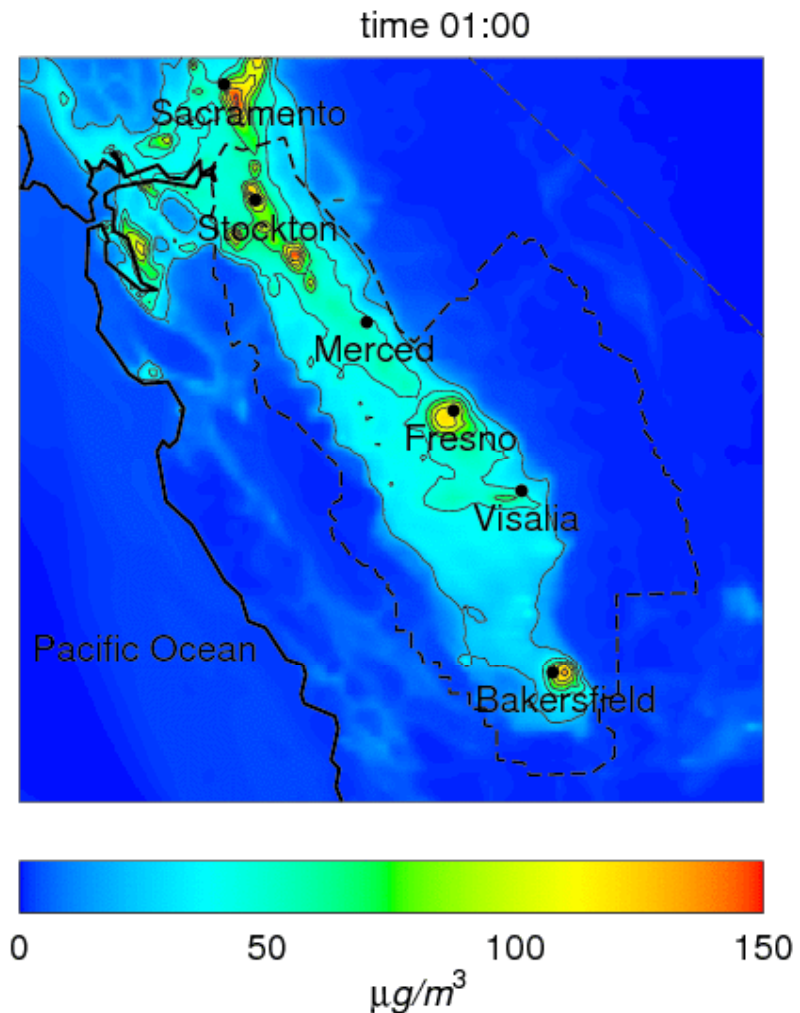 time 01:00
Sacramento
Stockton
Merced
Fresno
Visalia
Pacific Ocean
Bakersfield
0 50 100 150
μg/m³